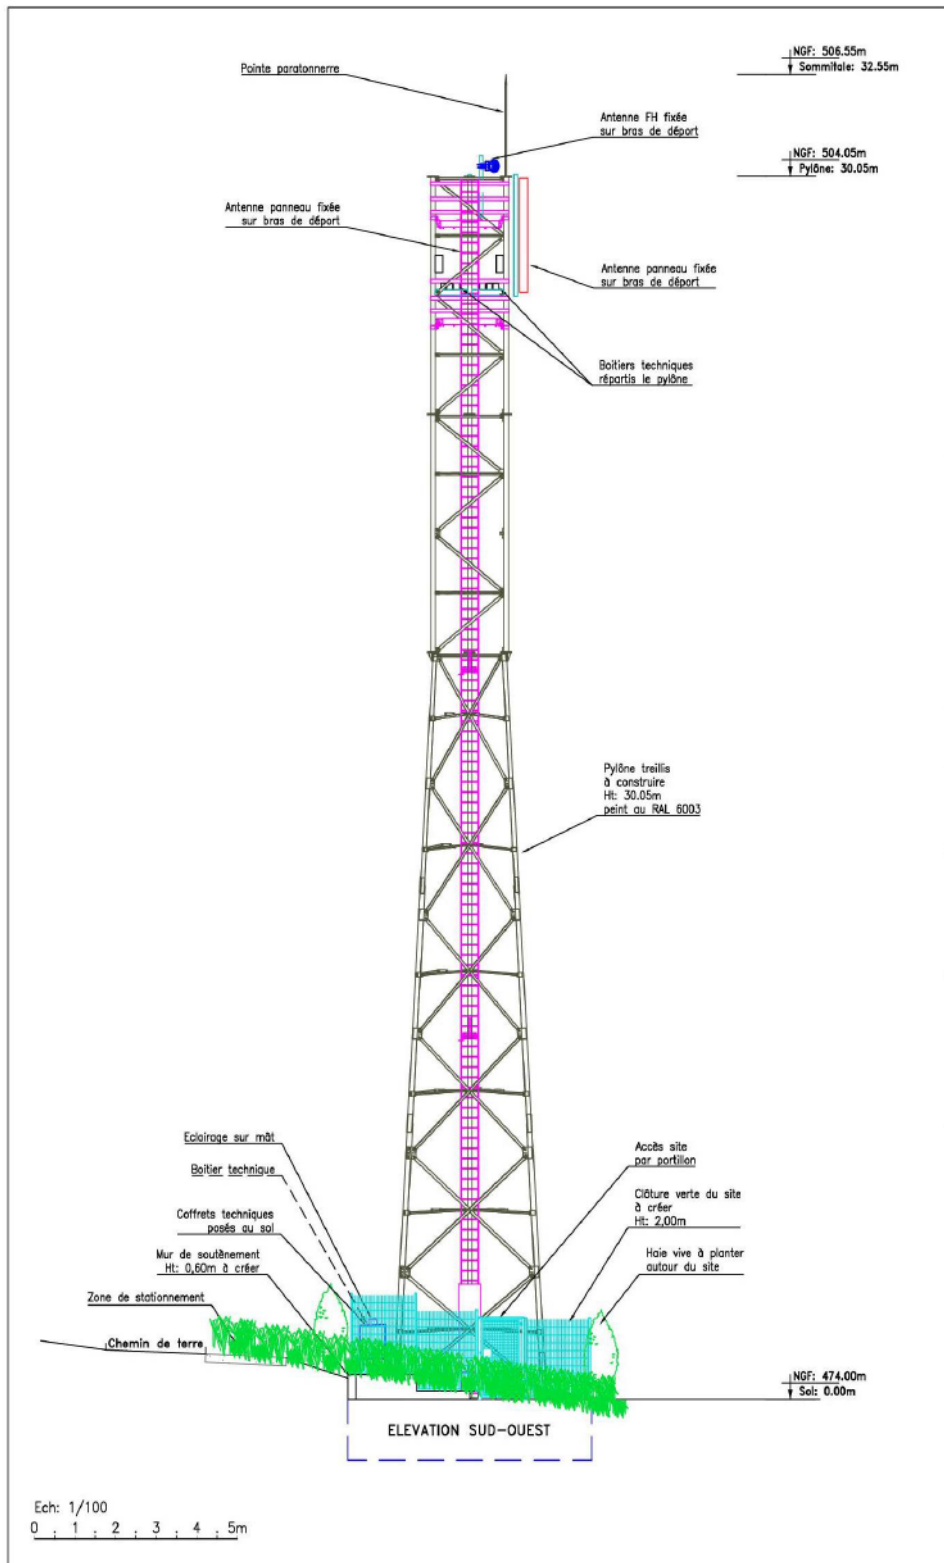 NGF: 506.55m
Sommitale: 32.55m
Pointe paratonnerre
Antenne FH fixée
sur bras de déport
NGF: 504.05m
Pylône: 30.05m
Antenne panneau fixée
sur bras de déport
Antenne panneau fixée
sur bras de déport
Boitiers techniques
répartis le pylône
Pylône treillis
à construire
Ht: 30.05m
peint au RAL 6003
Eclairage sur mât
Boitier technique
Coffrets techniques
posés au sol
Mur de soutènement
Ht: 0,60m à créer
Zone de stationnement
Chemin de terre
Accès site
par portillon
Clôture verte du site
à créer
Ht: 2,00m
Haie vive à planter
autour du site
NGF: 474.00m
Sol: 0.00m
ELEVATION SUD-OUEST
Ech: 1/100
0 1 2 3 4 5m